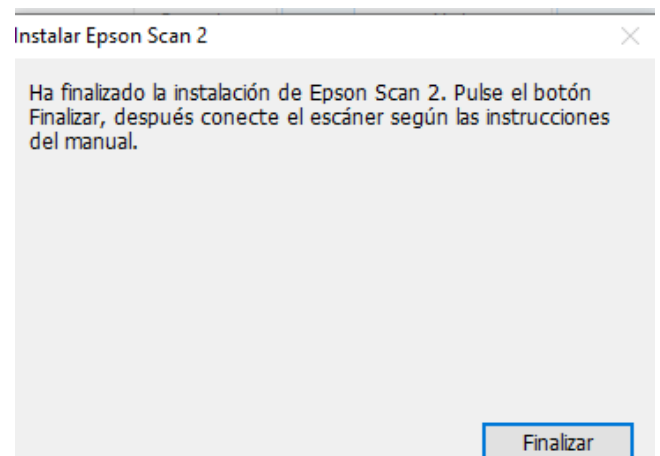 Instalar Epson Scan 2
Ha finalizado la instalación de Epson Scan 2. Pulse el botón
Finalizar, después conecte el escáner según las instrucciones
del manual.
Finalizar